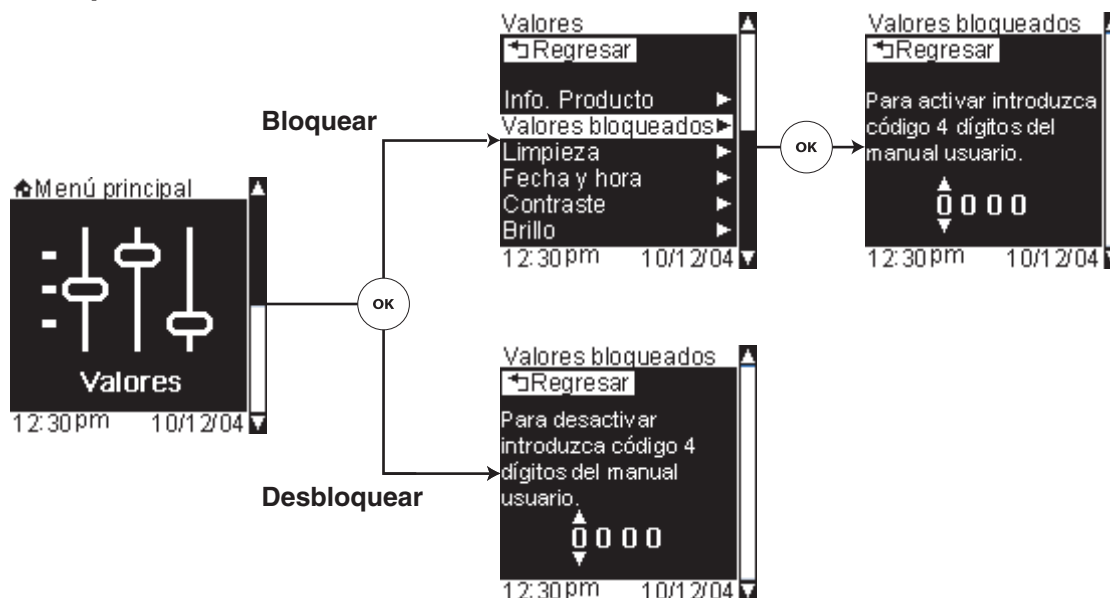 Menú principal
Valores
12:30 pm 10/12/04
Bloquear
OK
Desbloquear
Valores
Regresar
Info. Producto
Valores bloqueados
Limpieza
Fecha y hora
Contraste
Brillo
12:30 pm 10/12/04
OK
Valores bloqueados
Regresar
Para activar introduzca
código 4 dígitos del
manual usuario.
0 0 0 0
12:30 pm 10/12/04
Valores bloqueados
Regresar
Para desactivar
introduzca código 4
dígitos del manual
usuario.
0 0 0 0
12:30 pm 10/12/04